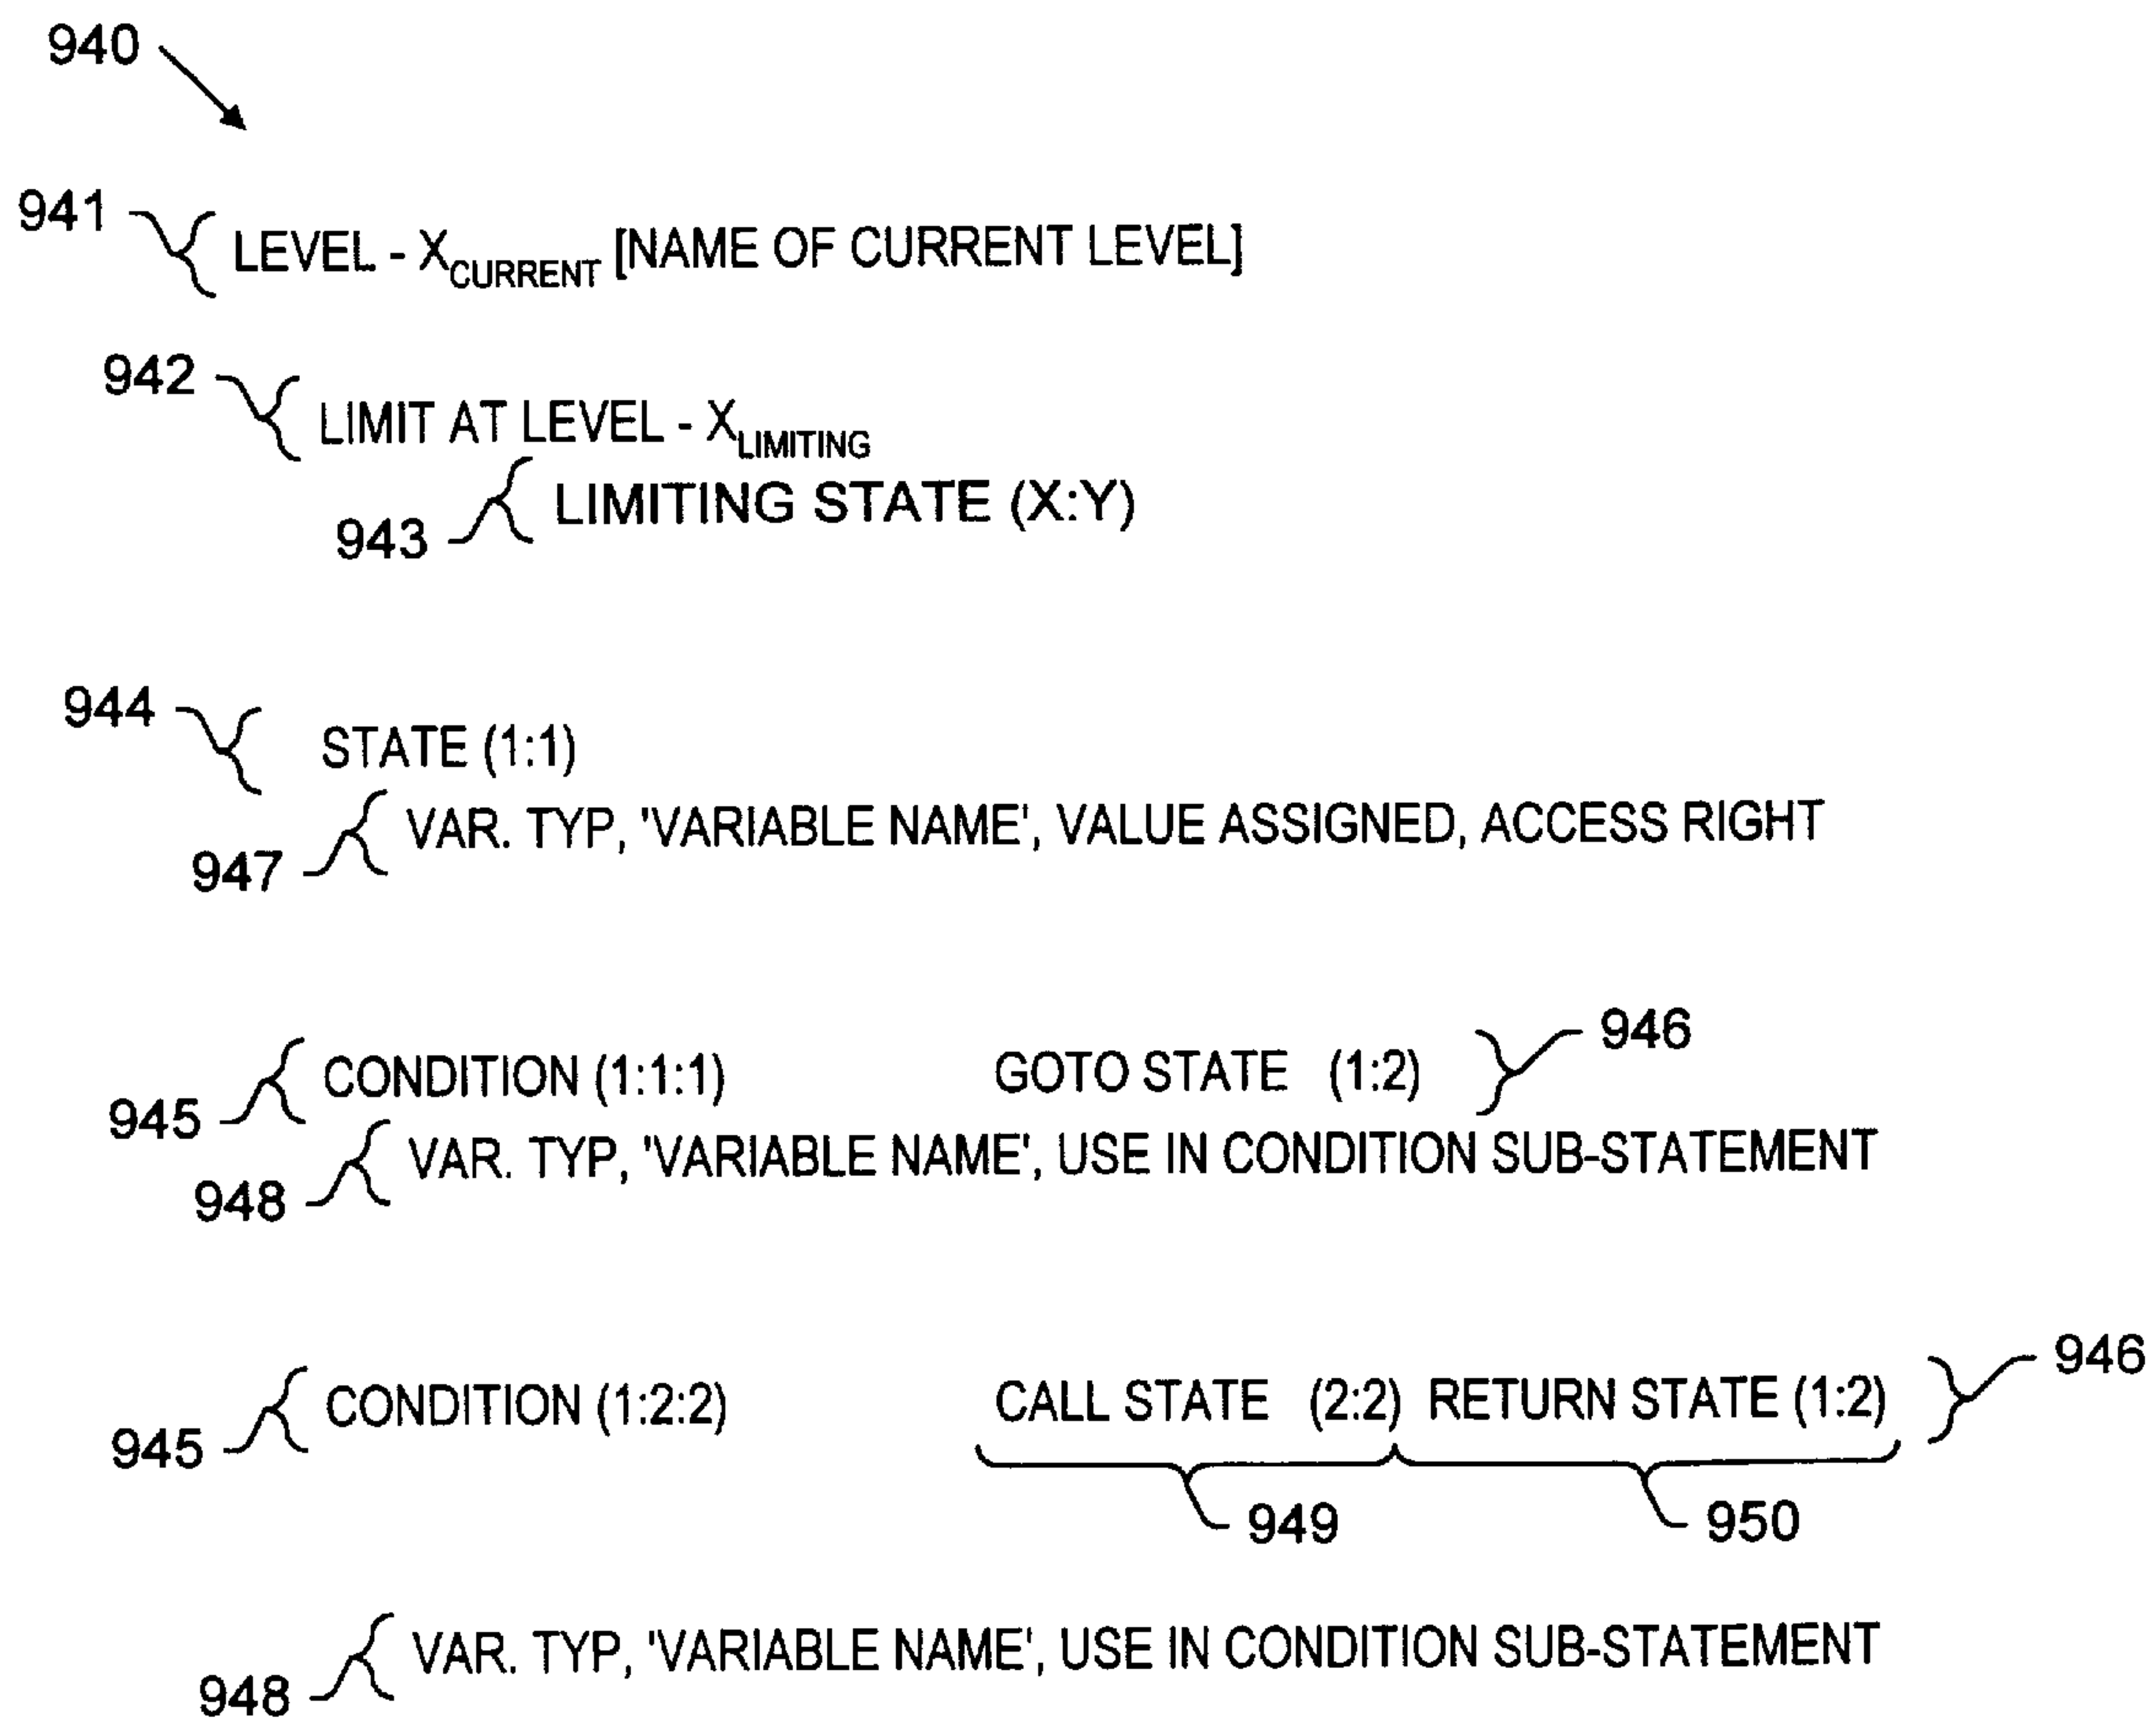 940
941 LEVEL - XCURRENT [NAME OF CURRENT LEVEL]
942 LIMIT AT LEVEL - XLIMITING
943 LIMITING STATE (X:Y)
944 STATE (1:1)
947 VAR. TYP, 'VARIABLE NAME', VALUE ASSIGNED, ACCESS RIGHT
945 CONDITION (1:1:1) GOTO STATE (1:2) 946
948 VAR. TYP, 'VARIABLE NAME', USE IN CONDITION SUB-STATEMENT
945 CONDITION (1:2:2) CALL STATE (2:2) RETURN STATE (1:2) 946
949 950
948 VAR. TYP, 'VARIABLE NAME', USE IN CONDITION SUB-STATEMENT